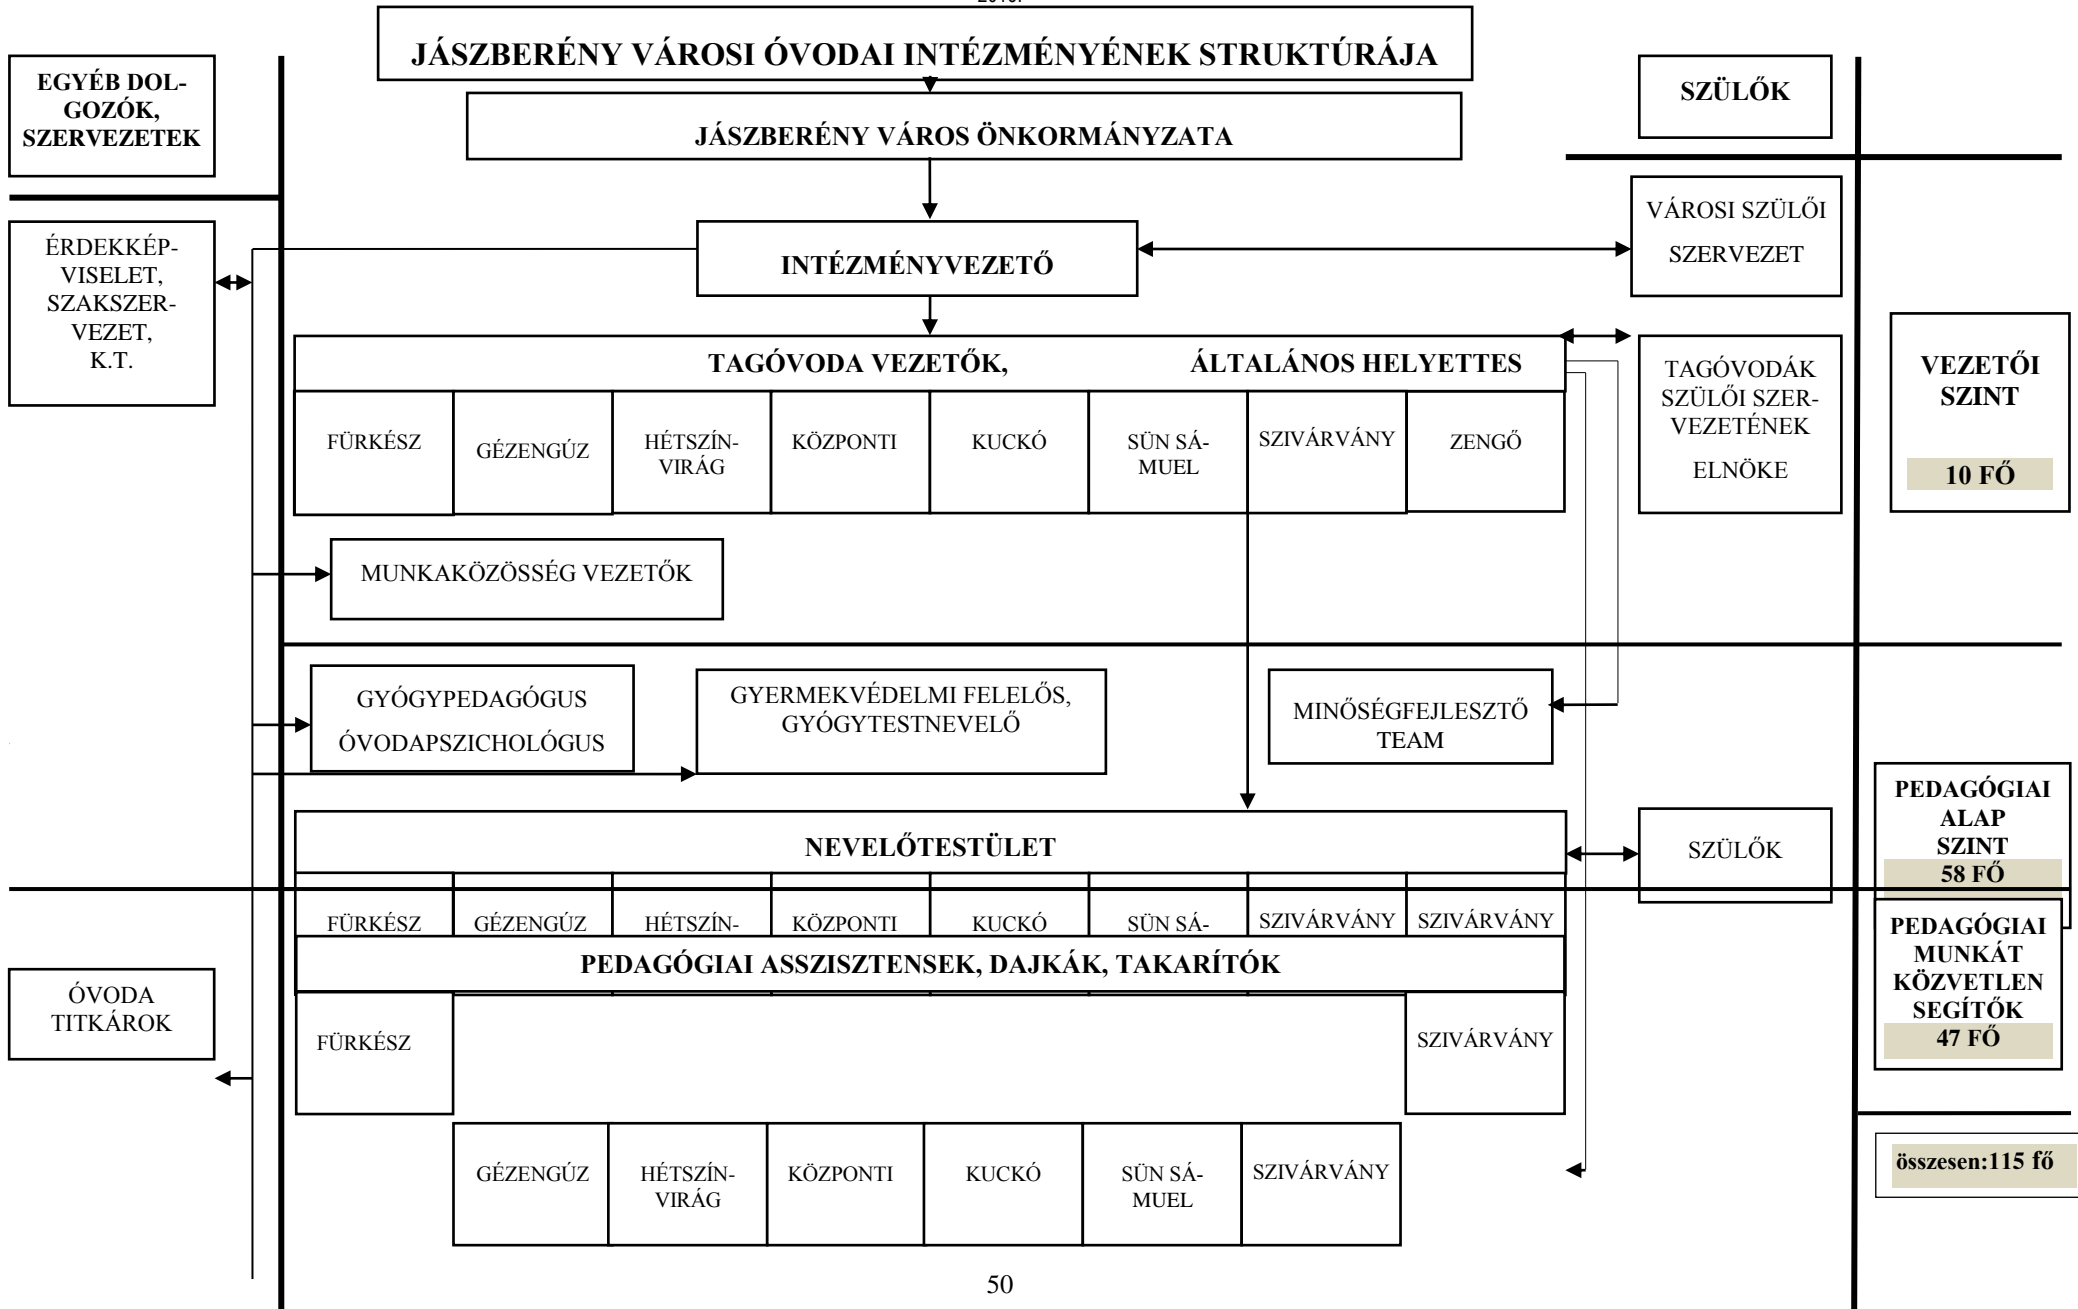 JÁSZBERÉNY VÁROSI ÓVODAI INTÉZMÉNYÉNEK STRUKTÚRÁJA
EGYÉB DOL-
GOZÓK,
SZERVEZETEK
SZÜLŐK
JÁSZBERÉNY VÁROS ÖNKORMÁNYZATA
ÉRDEKKÉP-
VISELET,
SZAKSZER-
VEZET,
K.T.
INTÉZMÉNYVEZETŐ
VÁROSI SZÜLŐI
SZERVEZET
TAGÓVODA VEZETŐK, ÁLTALÁNOS HELYETTES
FÜRKÉSZ
GÉZENGÚZ
HÉTSZÍN-
VIRÁG
KÖZPONTI
KUCKÓ
SÜN SÁ-
MUEL
SZIVÁRVÁNY
ZENGŐ
TAGÓVODÁK
SZÜLŐI SZER-
VEZETÉNEK
ELNÖKE
VEZETŐI
SZINT
10 FŐ
MUNKAKÖZÖSSÉG VEZETŐK
GYÓGYPEDAGÓGUS
ÓVODAPSZICHOLÓGUS
GYERMEKVÉDELMI FELELŐS,
GYÓGYTESTNEVELŐ
MINŐSÉGFEJLESZTŐ
TEAM
NEVELŐTESTÜLET
SZÜLŐK
PEDAGÓGIAI
ALAP
SZINT
58 FŐ
FÜRKÉSZ
GÉZENGÚZ
HÉTSZÍN-
KÖZPONTI
KUCKÓ
SÜN SÁ-
SZIVÁRVÁNY
SZIVÁRVÁNY
PEDAGÓGIAI ASSZISZTENSEK, DAJKÁK, TAKARÍTÓK
PEDAGÓGIAI
MUNKÁT
KÖZVETLEN
SEGÍTŐK
47 FŐ
ÓVODA
TITKÁROK
FÜRKÉSZ
SZIVÁRVÁNY
GÉZENGÚZ
HÉTSZÍN-
VIRÁG
KÖZPONTI
KUCKÓ
SÜN SÁ-
MUEL
SZIVÁRVÁNY
összesen:115 fő
50